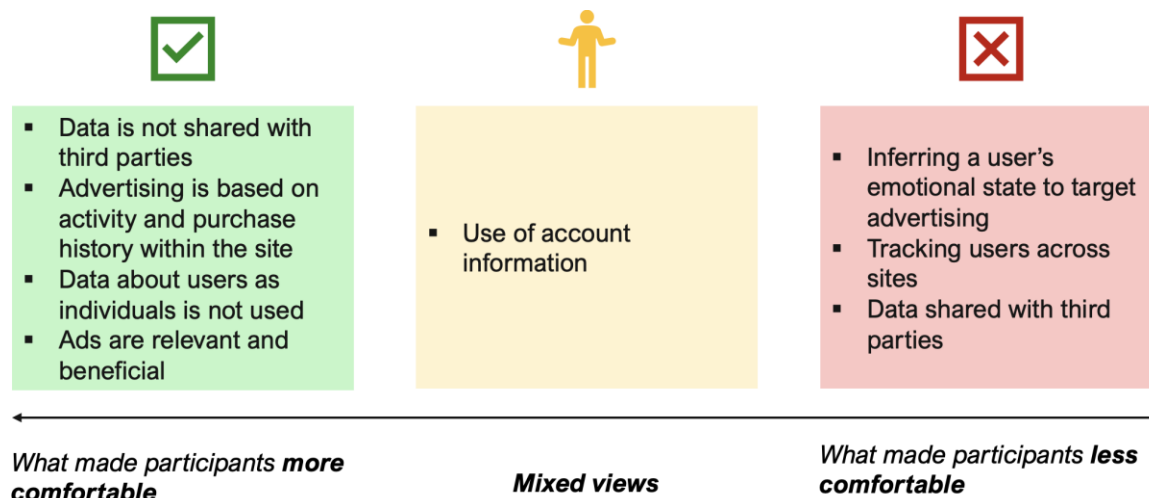 ▪ Data is not shared with
third parties
▪ Advertising is based on
activity and purchase
history within the site
▪ Data about users as
individuals is not used
▪ Ads are relevant and
beneficial
▪ Use of account
information
▪ Inferring a user’s
emotional state to target
advertising
▪ Tracking users across
sites
▪ Data shared with third
parties
What made participants more
comfortable
Mixed views
What made participants less
comfortable